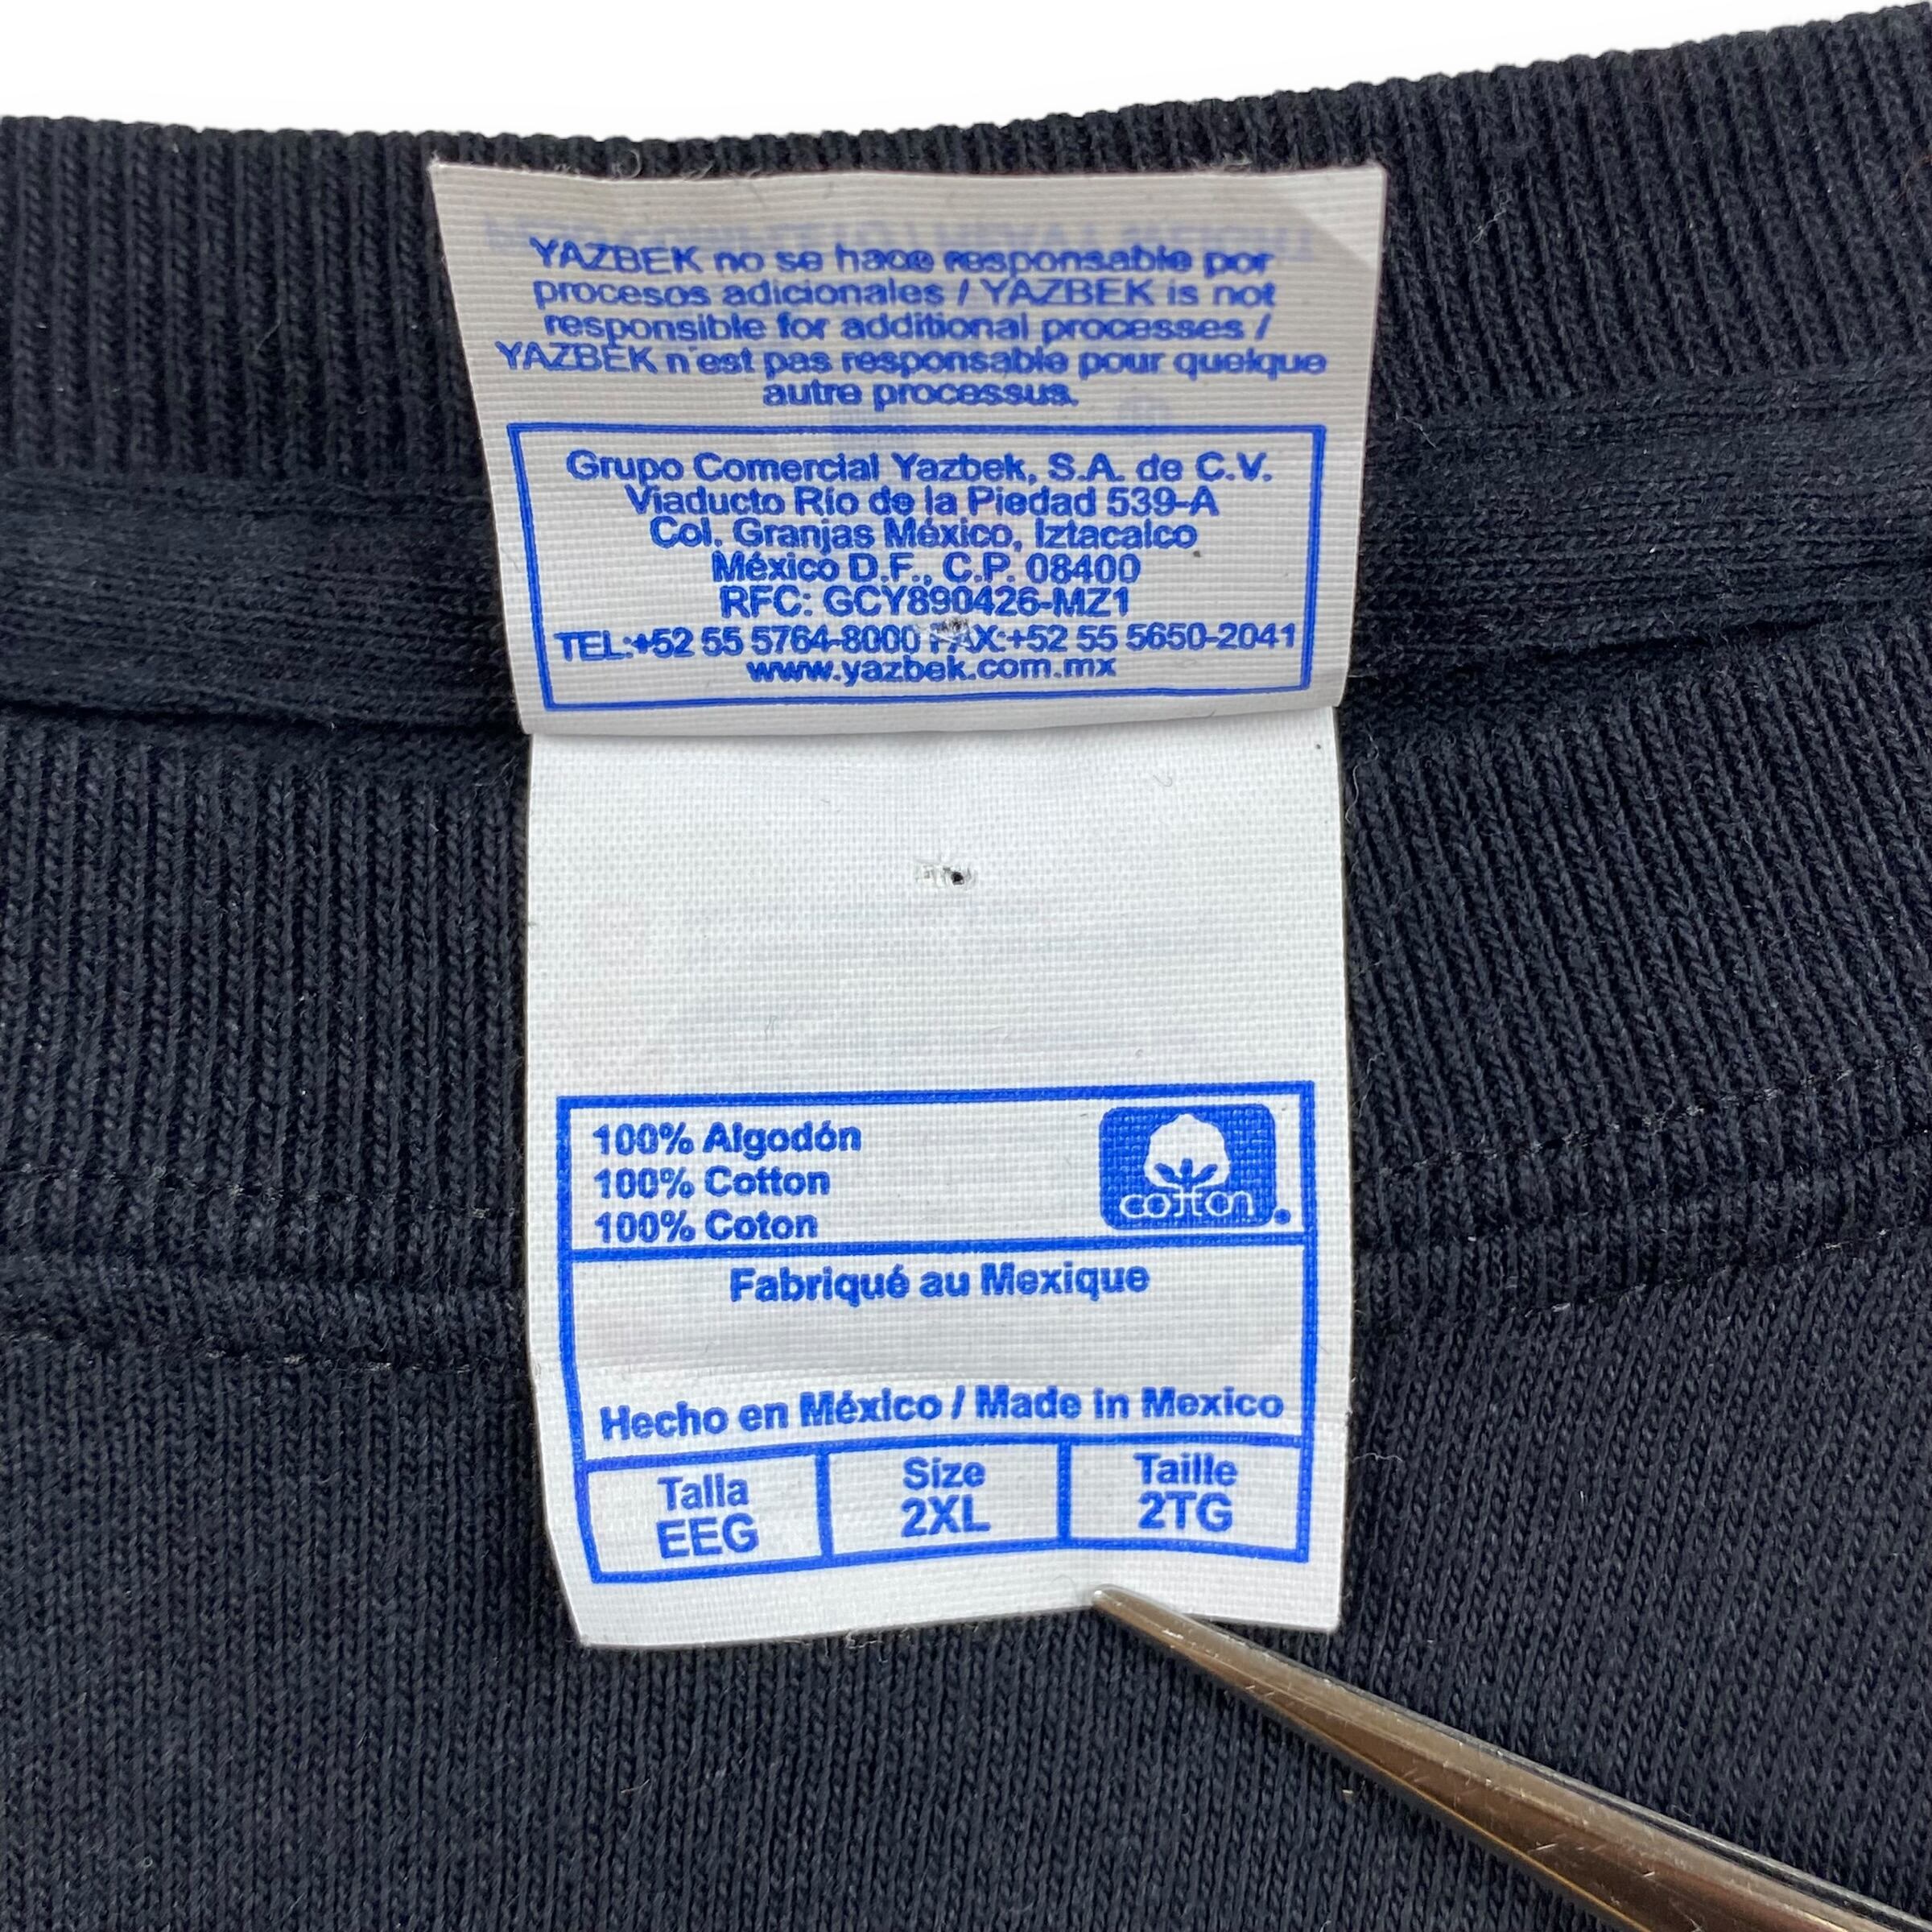 YAZBEK no se hace responsable por
procesos adicionales / YAZBEK is not
responsible for additional processes /
YAZBEK n'est pas responsable pour quelque
autre processus.
Grupo Comercial Yazbek, S.A. de C.V.
Viaducto Río de la Piedad 539-A
Col. Granjas México, Iztacalco
México D.F., C.P. 08400
RFC: GCY890426-MZ1
TEL:+52 55 5764-8000 FAX:+52 55 5650-2041
www.yazbek.com.mx
100% Algodón
100% Cotton
100% Coton
cotton
Fabriqué au Mexique
Hecho en México / Made in Mexico
Talla Size Taille
EEG 2XL 2TG